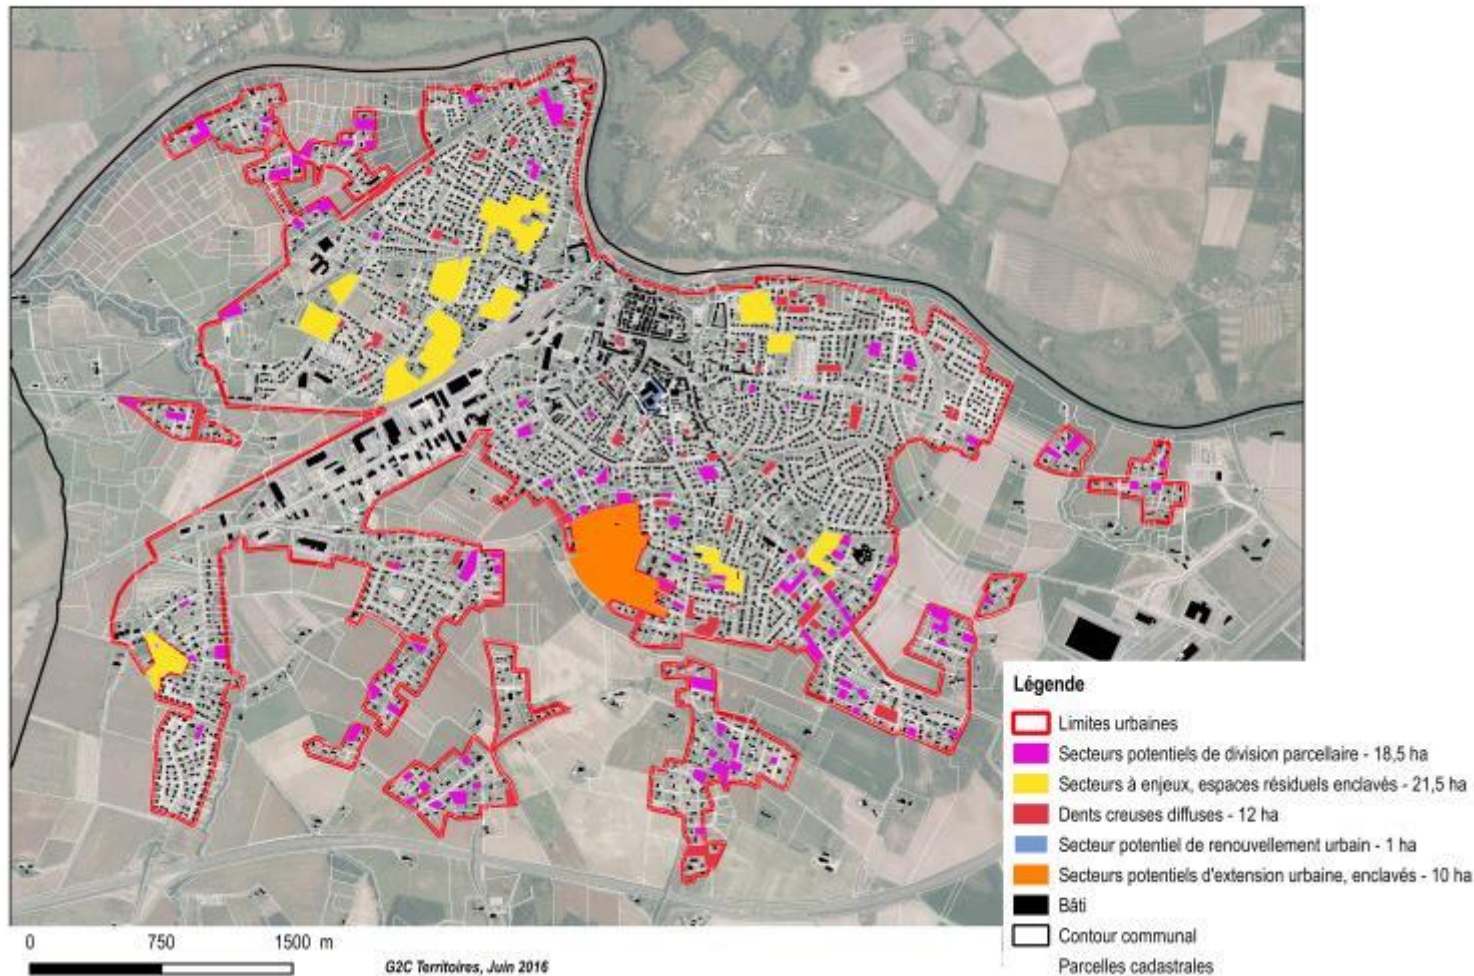 Légende
Limites urbaines
Secteurs potentiels de division parcellaire - 18,5 ha
Secteurs à enjeux, espaces résiduels enclavés - 21,5 ha
Dents creuses diffuses - 12 ha
Secteur potentiel de renouvellement urbain - 1 ha
Secteurs potentiels d'extension urbaine, enclavés - 10 ha
Bâti
Contour communal
Parcelles cadastrales
0 750 1500 m
G2C Territoires, Juin 2016